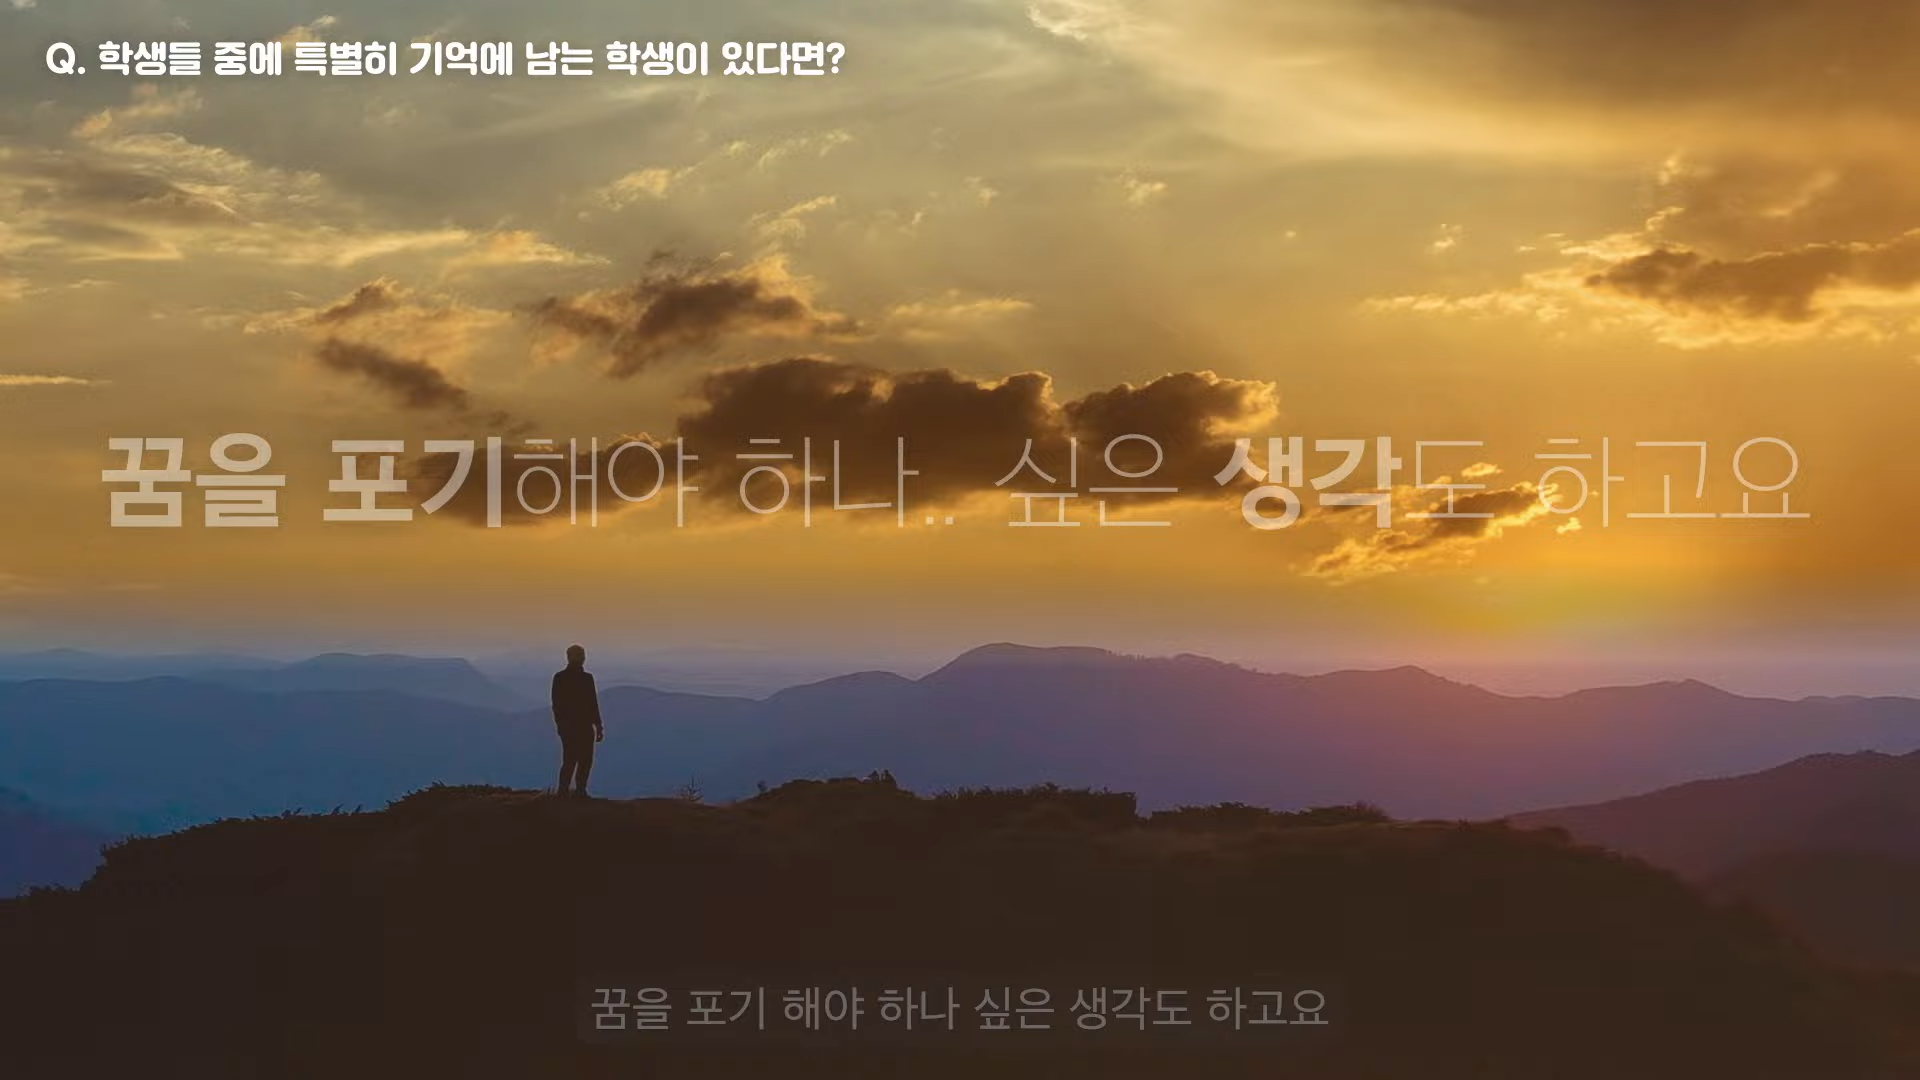 Q. 학생들 중에 특별히 기억에 남는 학생이 있다면?
꿈을 포기해야 하나.. 싶은 생각도 하고요
꿈을 포기 해야 하나 싶은 생각도 하고요